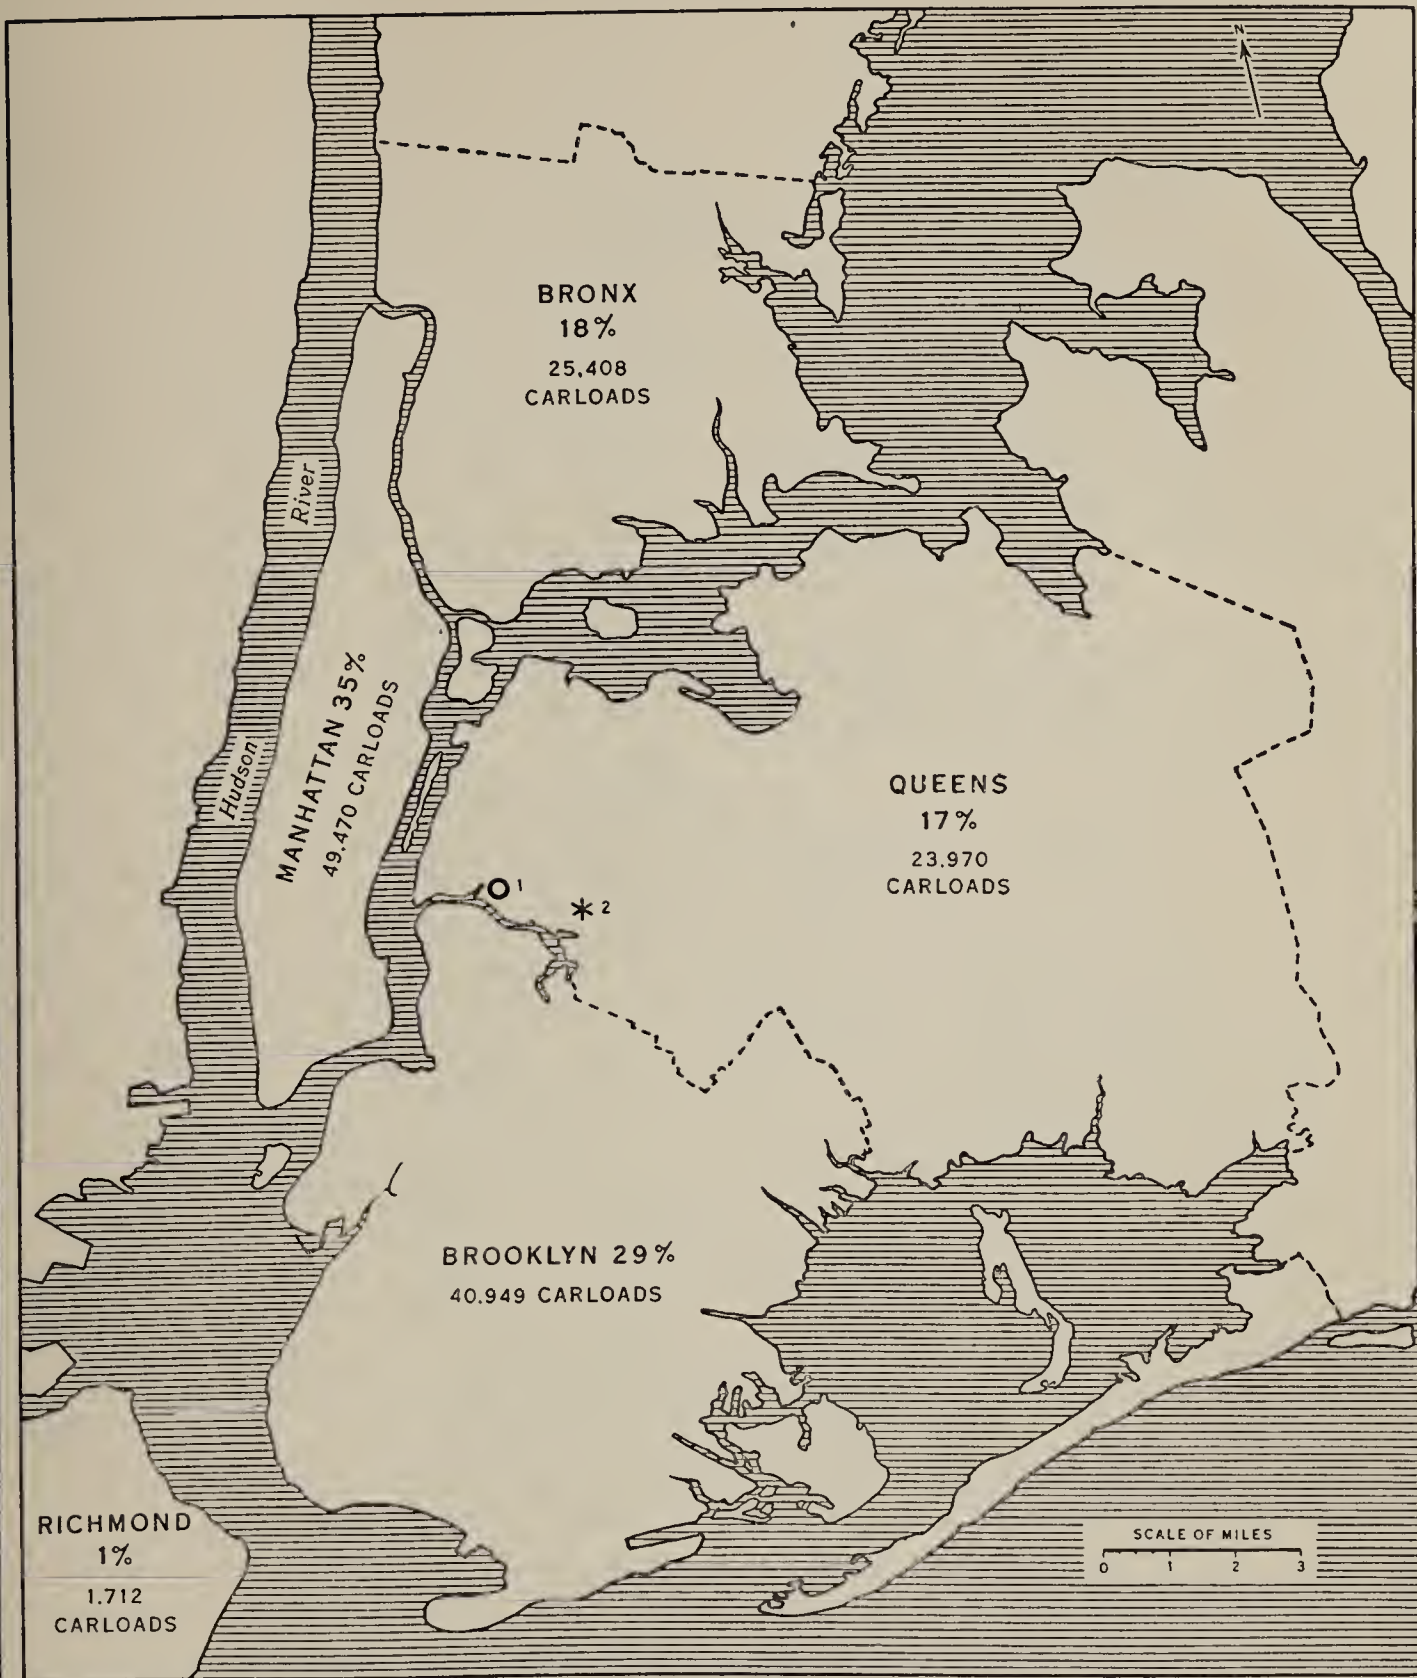 N
BRONX
18%
25,408
CARLOADS
River
Hudson
MANHATTAN 35%
49,470 CARLOADS
QUEENS
17%
23,970
CARLOADS
1
2
BROOKLYN 29%
40,949 CARLOADS
RICHMOND
1%
1,712
CARLOADS
SCALE OF MILES
0 1 2 3